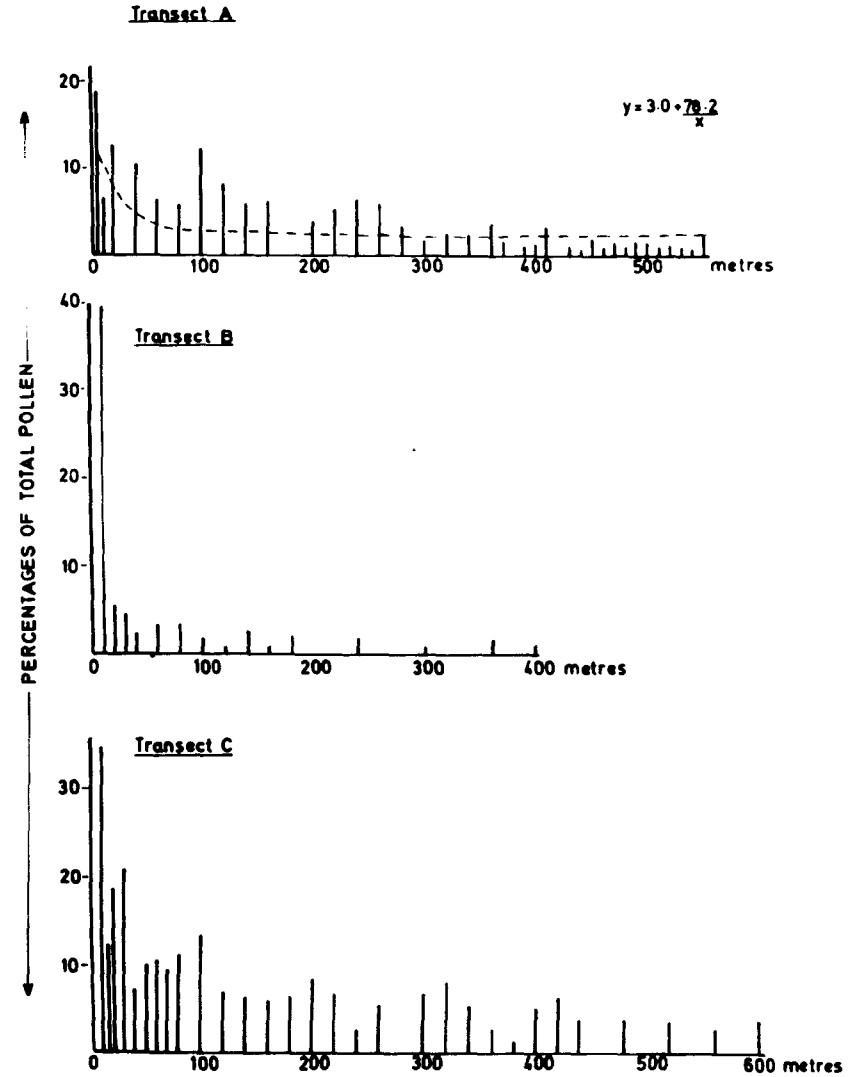 Transect A
20
y = 3.0 + 78.2
x
10
0 100 200 300 400 500 metres
PERCENTAGES OF TOTAL POLLEN
40
Transect B
30
20
10
0 100 200 300 400 metres
Transect C
30
20
10
0 100 200 300 400 500 600 metres